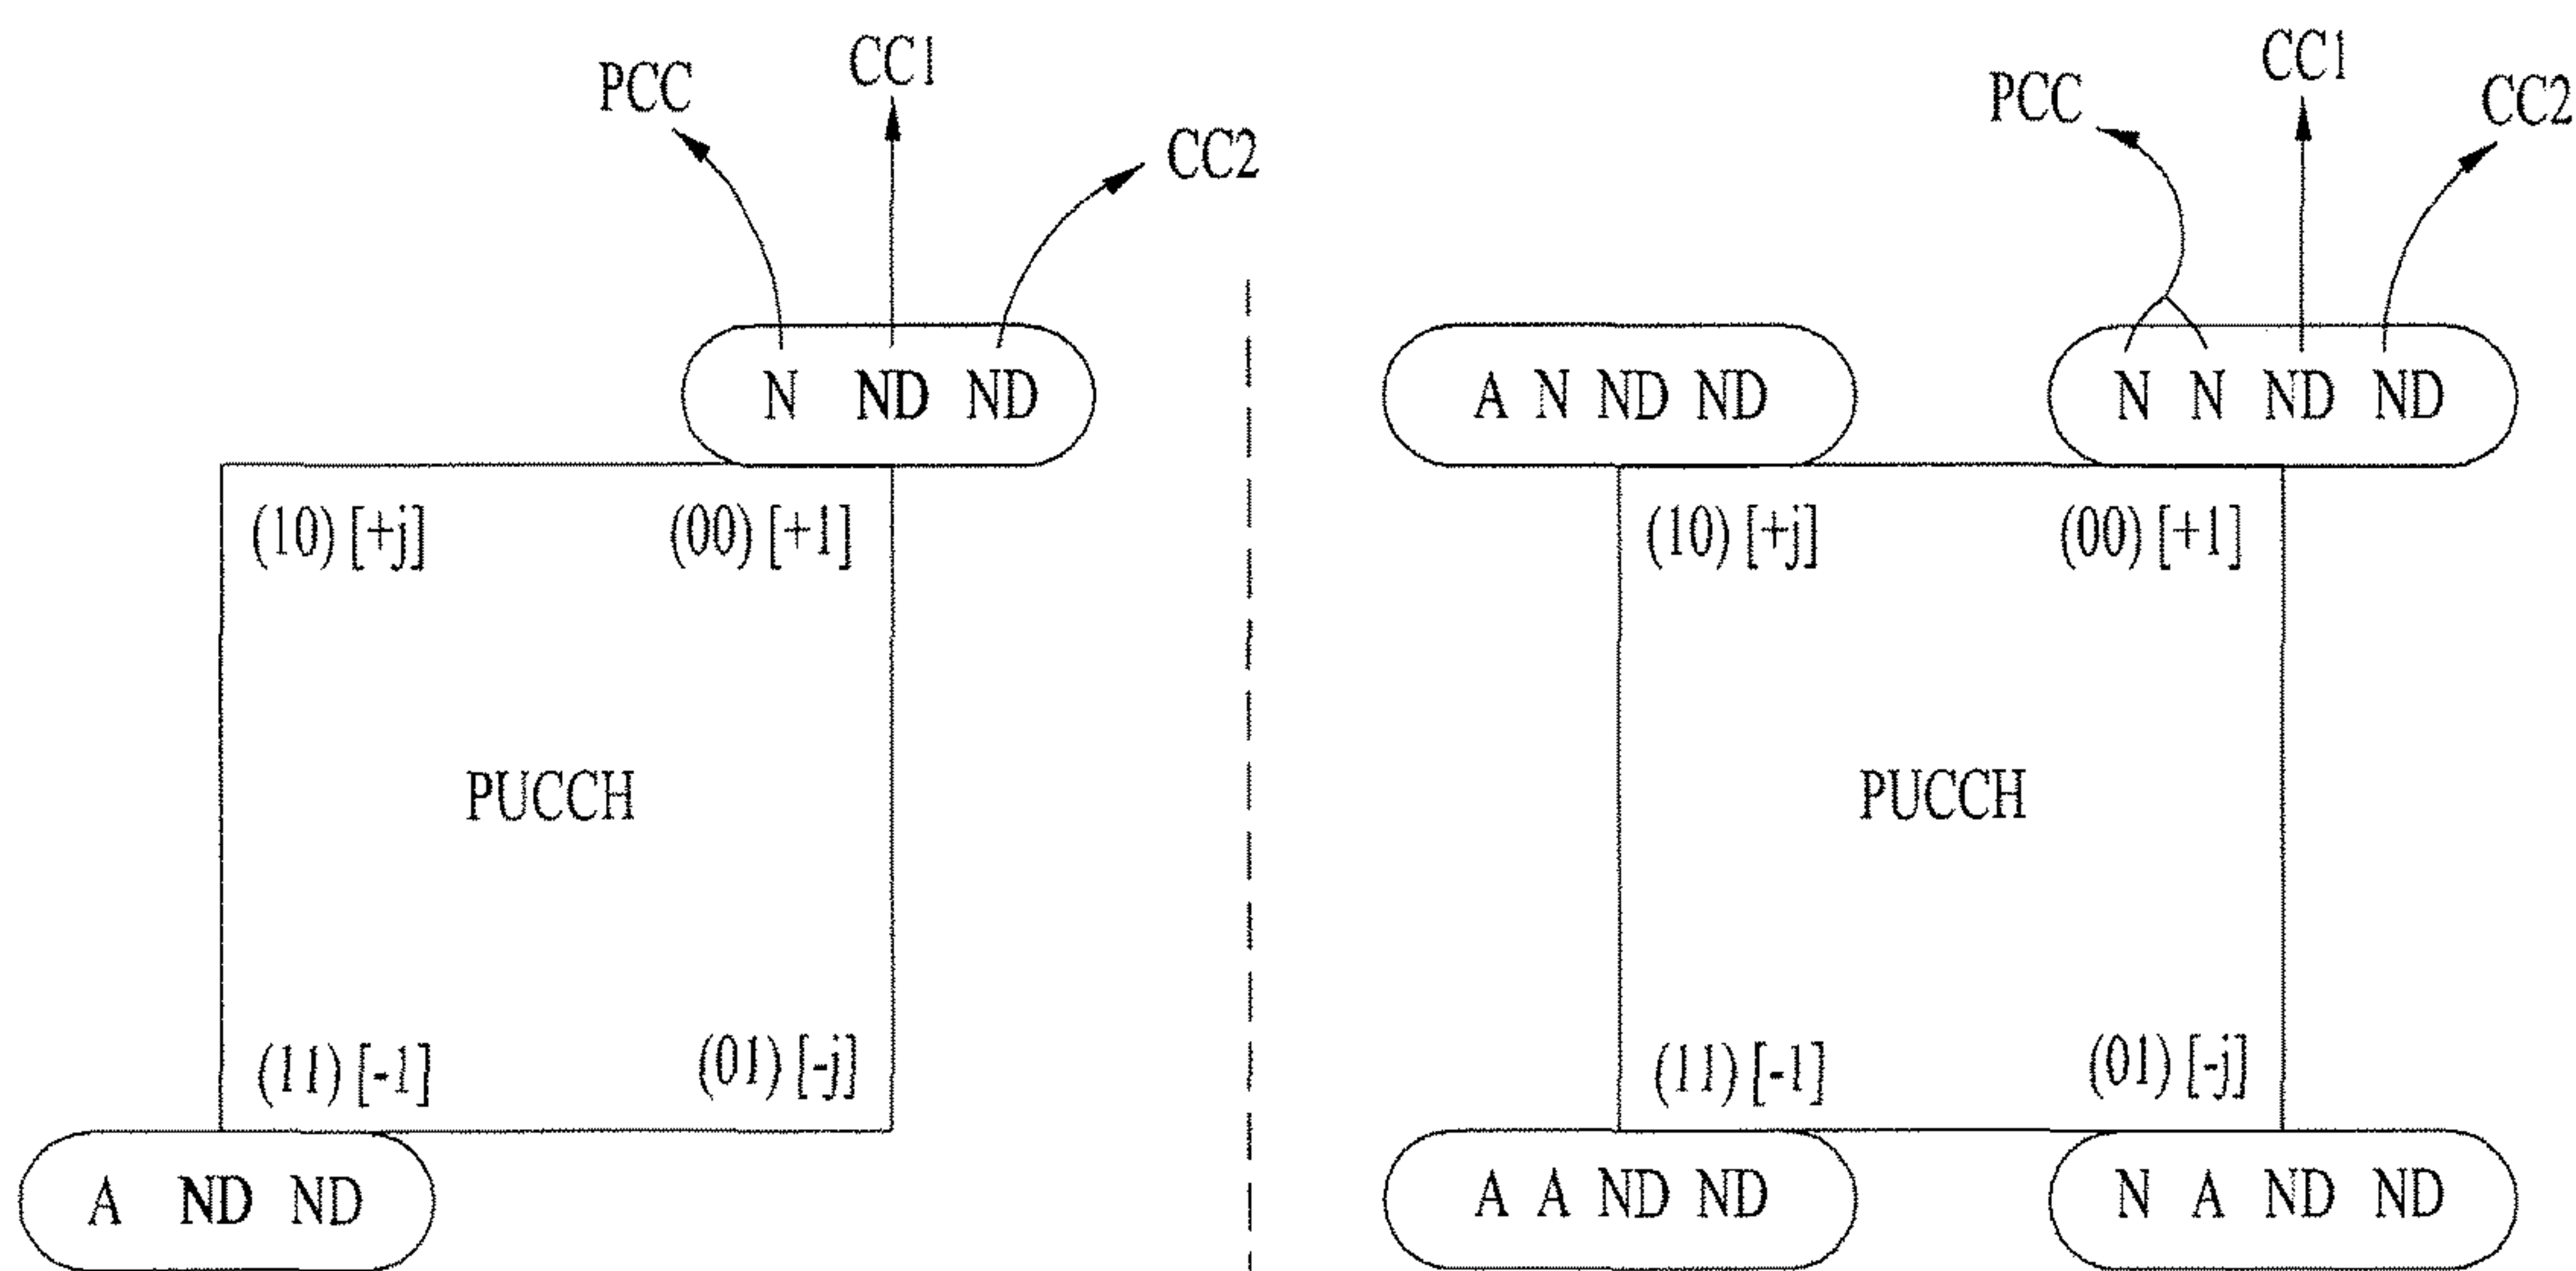 PCC
CC1
CC2
N ND ND
(10) [+j]
(00) [+1]
PUCCH
(11) [-1]
(01) [-j]
A ND ND
PCC
CC1
CC2
A N ND ND
N N ND ND
(10) [+j]
(00) [+1]
PUCCH
(11) [-1]
(01) [-j]
A A ND ND
N A ND ND